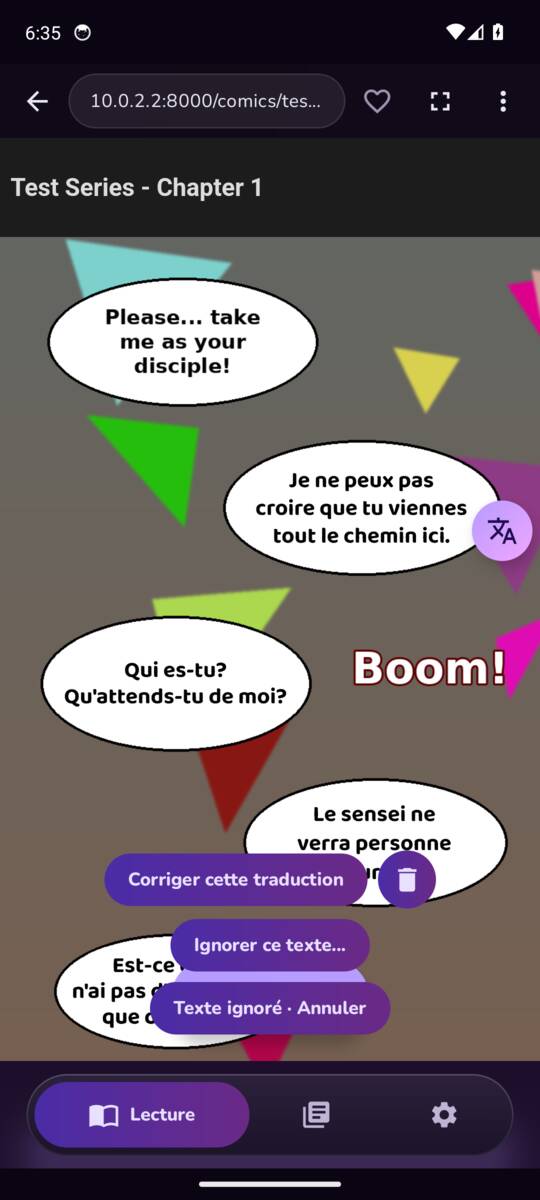 6:35
10.0.2.2:8000/comics/tes...
Test Series - Chapter 1
Please... take
me as your
disciple!
Je ne peux pas
croire que tu viennes
tout le chemin ici.
Qui es-tu?
Qu'attends-tu de moi?
Boom!
Le sensei ne
verra personne
Corriger cette traduction
Ignorer ce texte...
Est-ce
n'ai pas
que
Texte ignoré · Annuler
Lecture